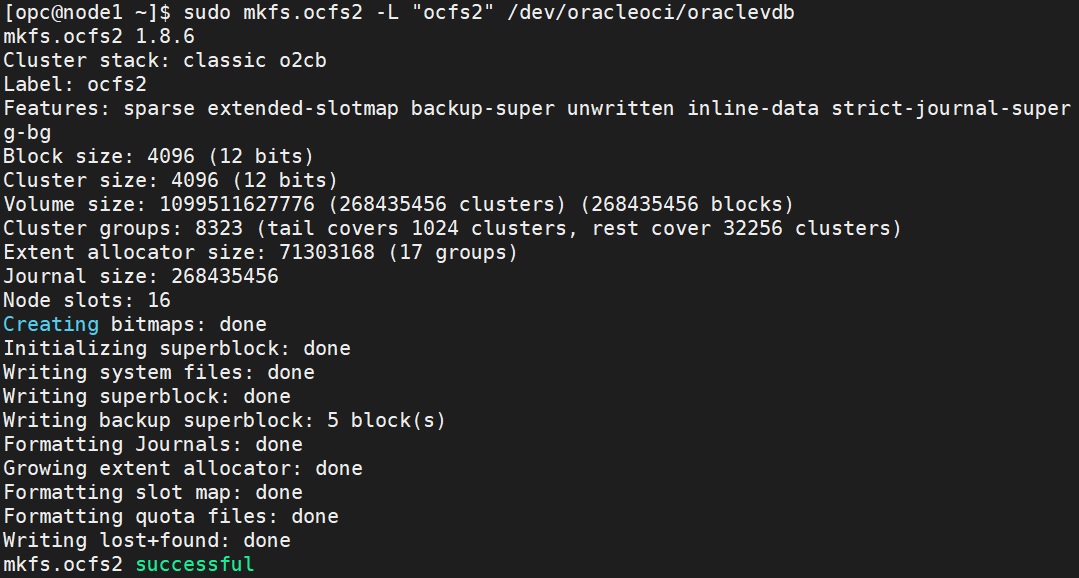 [opc@node1 ~]$ sudo mkfs.ocfs2 -L "ocfs2" /dev/oracleoci/oraclevdb
mkfs.ocfs2 1.8.6
Cluster stack: classic o2cb
Label: ocfs2
Features: sparse extended-slotmap backup-super unwritten inline-data strict-journal-super
g-bg
Block size: 4096 (12 bits)
Cluster size: 4096 (12 bits)
Volume size: 1099511627776 (268435456 clusters) (268435456 blocks)
Cluster groups: 8323 (tail covers 1024 clusters, rest cover 32256 clusters)
Extent allocator size: 71303168 (17 groups)
Journal size: 268435456
Node slots: 16
Creating bitmaps: done
Initializing superblock: done
Writing system files: done
Writing superblock: done
Writing backup superblock: 5 block(s)
Formatting Journals: done
Growing extent allocator: done
Formatting slot map: done
Formatting quota files: done
Writing lost+found: done
mkfs.ocfs2 successful